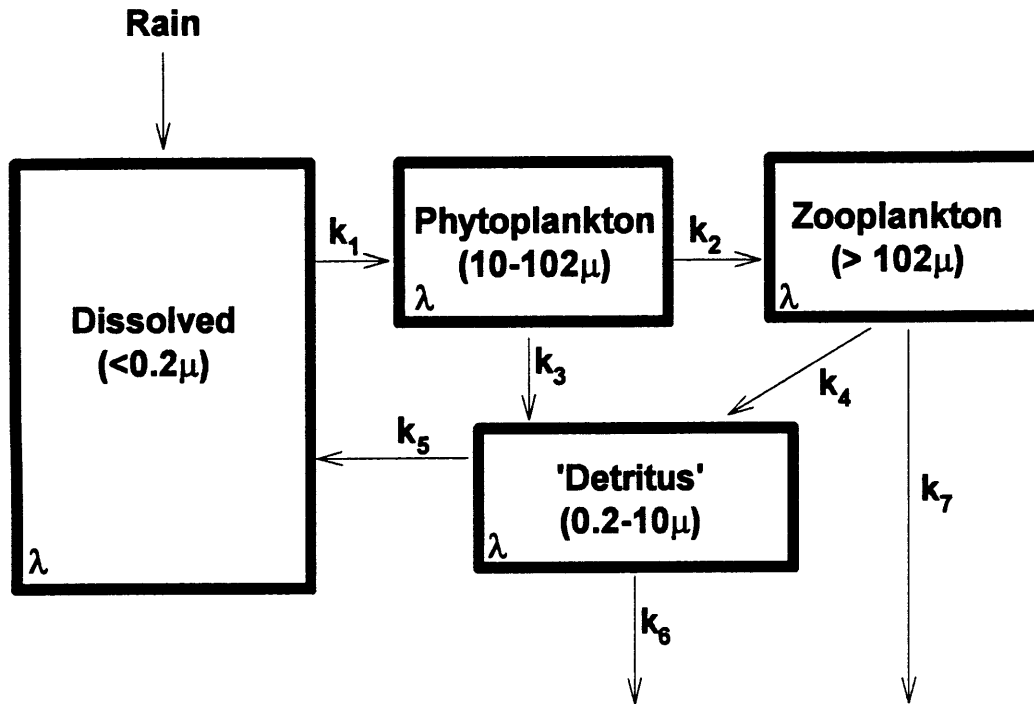 Rain
Dissolved
(<0.2μ)
λ
k₁
Phytoplankton
(10-102μ)
λ
k₂
Zooplankton
(> 102μ)
λ
k₃
k₄
k₅
'Detritus'
(0.2-10μ)
λ
k₆
k₇